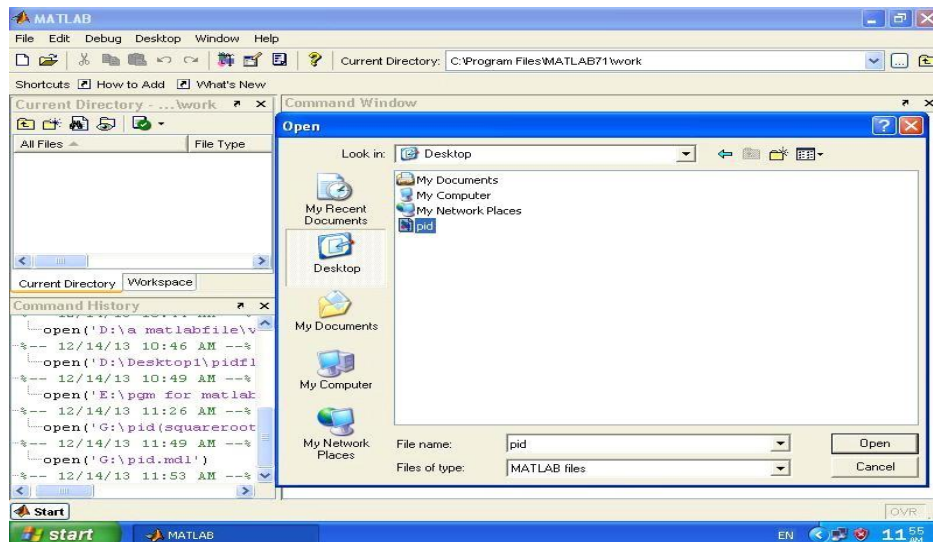 MATLAB
File Edit Debug Desktop Window Help
Current Directory: C:\Program Files\MATLAB71\work
Shortcuts How to Add What's New
Current Directory - ...\work
All Files File Type
Current Directory Workspace
Command History
open('D:\a matlabfile\v
%-- 12/14/13 10:46 AM --%
open('D:\Desktop1\pidfl
%-- 12/14/13 10:49 AM --%
open('E:\pgm for matlab
%-- 12/14/13 11:26 AM --%
open('G:\pid(squareroot
%-- 12/14/13 11:49 AM --%
open('G:\pid.mdl')
%-- 12/14/13 11:53 AM --%
Command Window
Open
Look in: Desktop
My Recent Documents
Desktop
My Documents
My Computer
My Network Places
My Documents
My Computer
My Network Places
pid
File name: pid Open
Files of type: MATLAB files Cancel
Start OVR
start MATLAB EN 11 55 AM